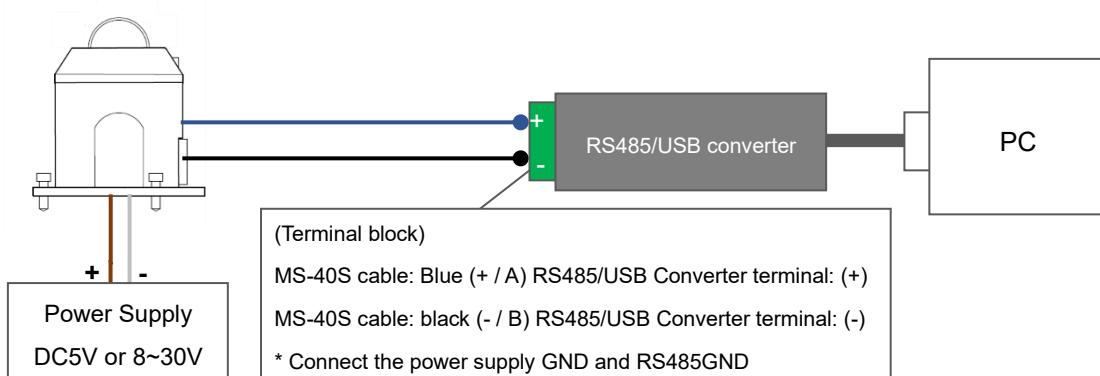 +
-
RS485/USB converter
PC
+ -
Power Supply
DC5V or 8~30V
(Terminal block)
MS-40S cable: Blue (+ / A) RS485/USB Converter terminal: (+)
MS-40S cable: black (- / B) RS485/USB Converter terminal: (-)
* Connect the power supply GND and RS485GND